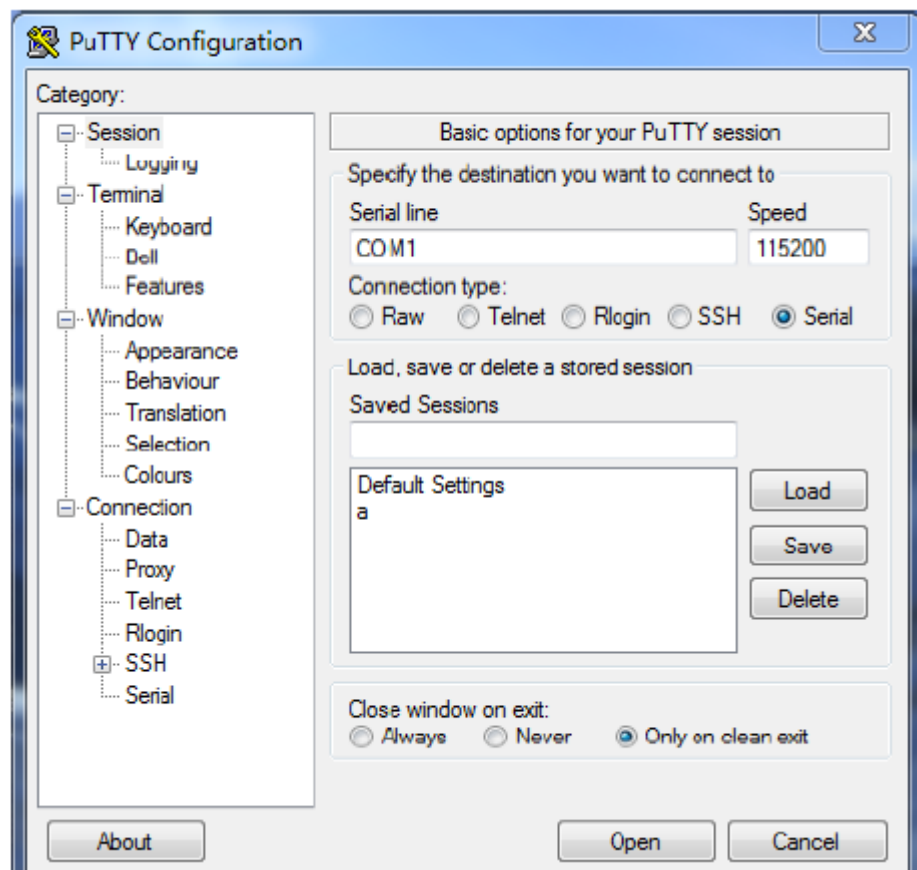 PuTTY Configuration
Category:
Session
Logging
Terminal
Keyboard
Bell
Features
Window
Appearance
Behaviour
Translation
Selection
Colours
Connection
Data
Proxy
Telnet
Rlogin
SSH
Serial
Basic options for your PuTTY session
Specify the destination you want to connect to
Serial line Speed
COM1 115200
Connection type:
Raw Telnet Rlogin SSH Serial
Load, save or delete a stored session
Saved Sessions
Default Settings
a
Load
Save
Delete
Close window on exit:
Always Never Only on clean exit
About Open Cancel